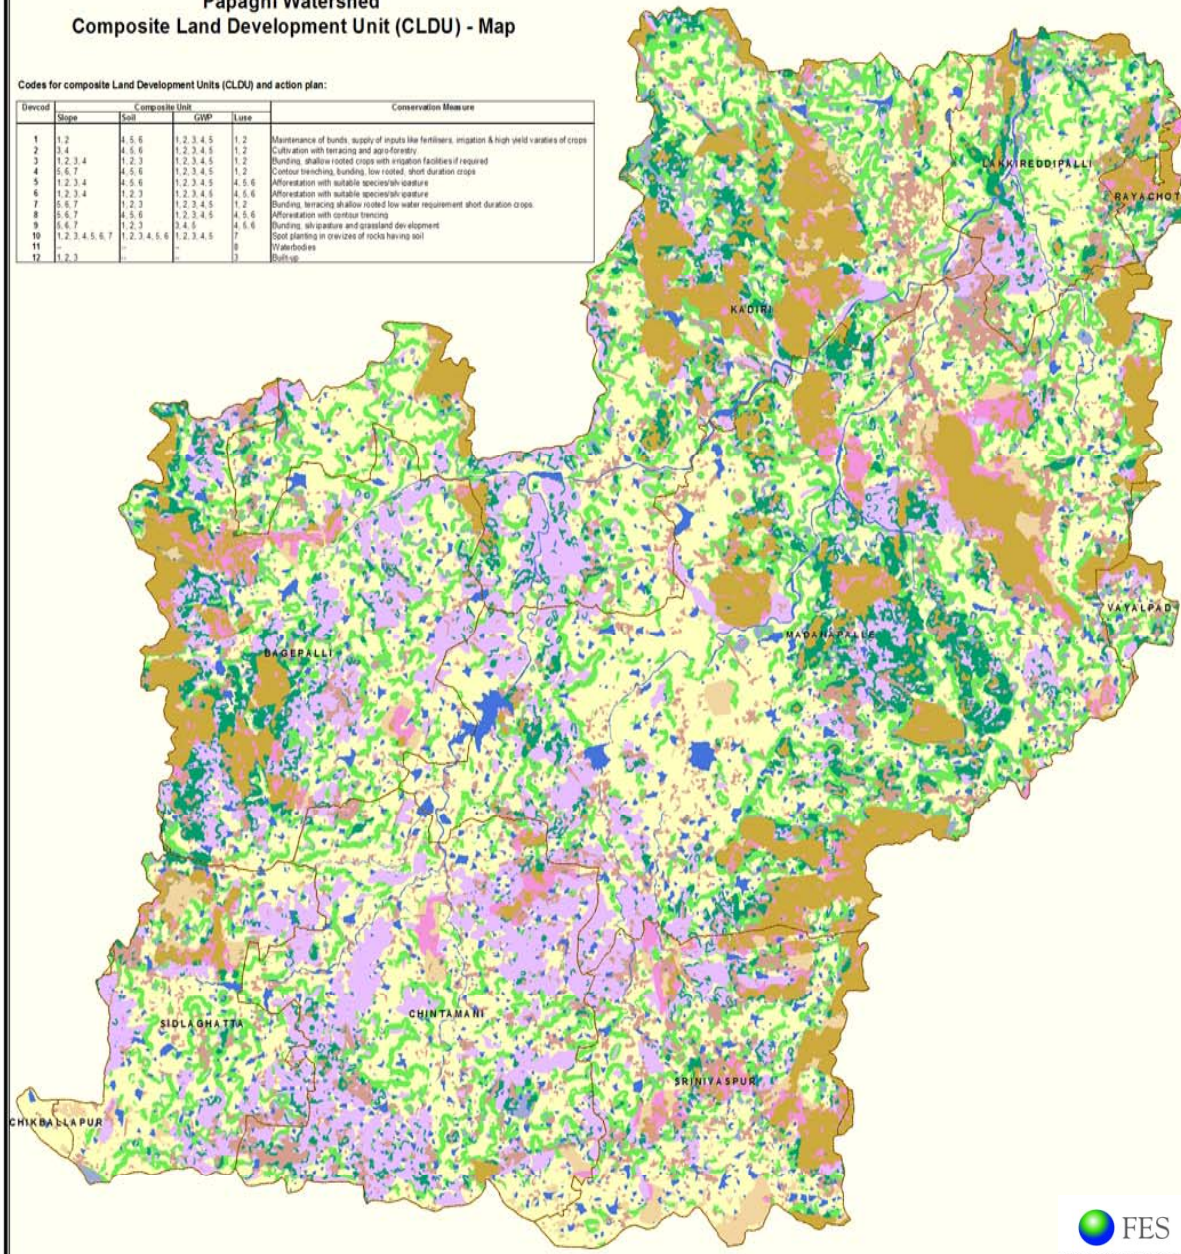 Papagni Watershed
Composite Land Development Unit (CLDU) - Map
Codes for composite Land Development Units (CLDU) and action plan:
Devcod Composite Unit Conservation Measure
Slope Soil GWP Luse
1 1, 2 4, 5, 6 1, 2, 3, 4, 5 1, 2 Maintenance of bunds, supply of inputs like fertilisers, irrigation & high yield varaties of crops
2 3, 4 4, 5, 6 1, 2, 3, 4, 5 1, 2 Cultivation with terracing and agro-forestry.
3 1, 2, 3, 4 1, 2, 3 1, 2, 3, 4, 5 1, 2 Bunding, shallow rooted crops with irrigation facilities if required
4 5, 6, 7 4, 5, 6 1, 2, 3, 4, 5 1, 2 Contour trenching, bunding, low rooted, short duration crops
5 1, 2, 3, 4 4, 5, 6 1, 2, 3, 4, 5 4, 5, 6 Afforestation with suitable species/silvipasture
6 1, 2, 3, 4 1, 2, 3 1, 2, 3, 4, 5 4, 5, 6 Afforestation with suitable species/silvipasture
7 5, 6, 7 1, 2, 3 1, 2, 3, 4, 5 1, 2 Bunding, terracing shallow rooted low water requirement short duration crops.
8 5, 6, 7 4, 5, 6 1, 2, 3, 4, 5 4, 5, 6 Afforestation with contour trencing
9 5, 6, 7 1, 2, 3 3, 4, 5 4, 5, 6 Bunding, silvipasture and grassland development
10 1, 2, 3, 4, 5, 6, 7 1, 2, 3, 4, 5, 6 1, 2, 3, 4, 5 7 Spot planting in crevizes of rocks having soil
11 -- -- -- 8 Waterbodies
12 1, 2, 3 -- -- 3 Built-up
LAKKIREDDIPALLI
RAYACHOT
KADIRI
VAYALPAD
MADANAPALLE
BAGEPALLI
CHINTAMANI
SIDLAGHATTA
SRINIVASPUR
CHIKBALLAPUR
FES